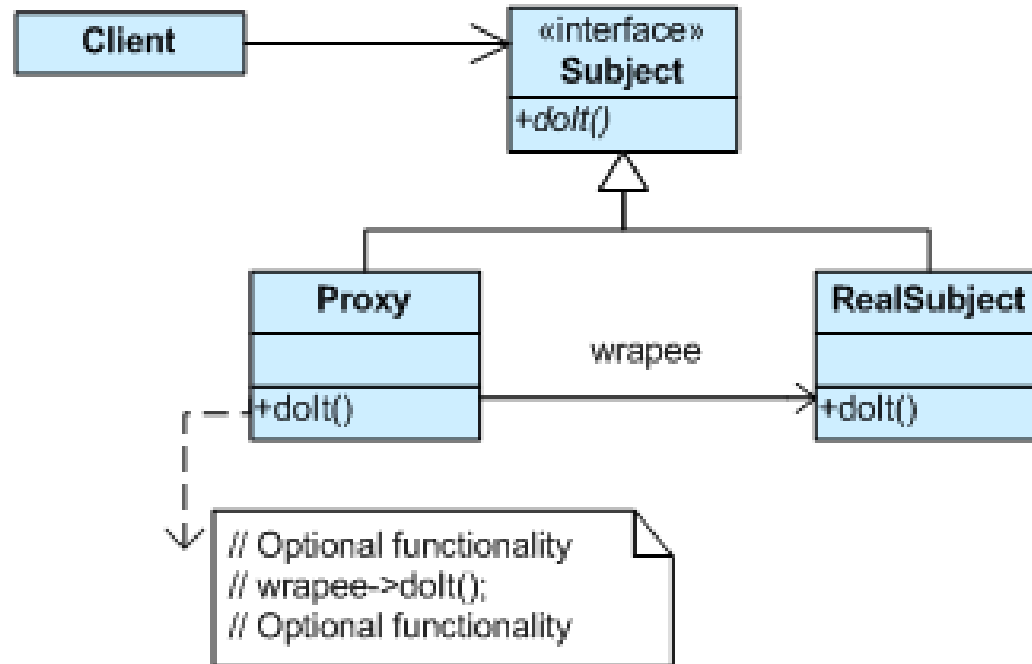 Client
«interface»
Subject
+doIt()
Proxy
RealSubject
wrapee
+doIt()
+doIt()
// Optional functionality
// wrapee->doIt();
// Optional functionality